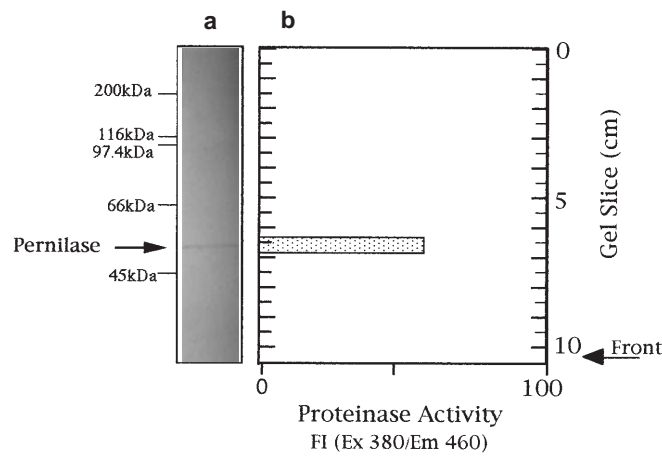 a b
200kDa
116kDa
97.4kDa
66kDa
Pernilase
45kDa
0
5
10
Gel Slice (cm)
Front
0 100
Proteinase Activity
FI (Ex 380/Em 460)